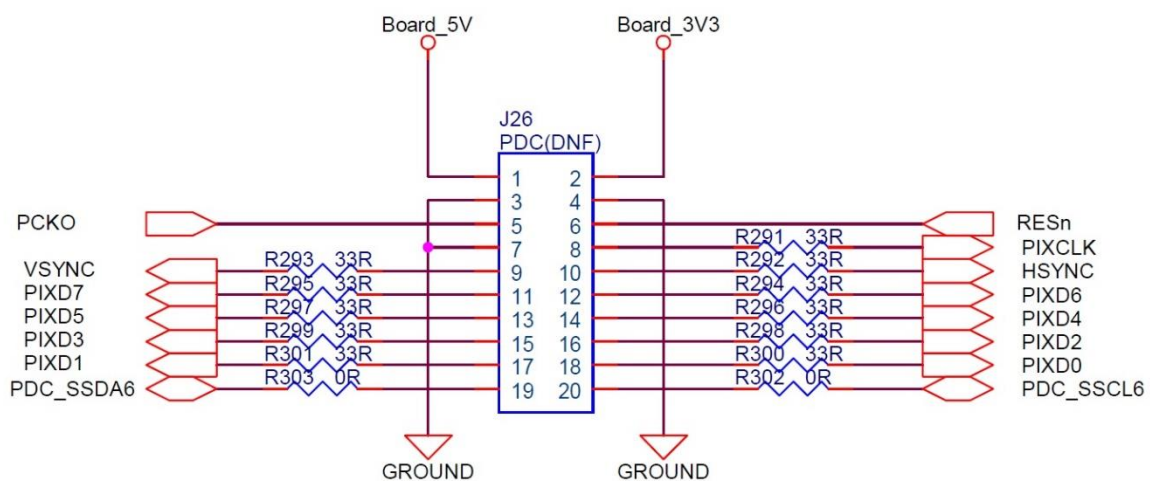 Board_5V Board_3V3
J26
PDC(DNF)
1 2
3 4
PCKO 5 6 RESn
7 8 R291 33R PIXCLK
VSYNC R293 33R 9 10 R292 33R HSYNC
PIXD7 R295 33R 11 12 R294 33R PIXD6
PIXD5 R297 33R 13 14 R296 33R PIXD4
PIXD3 R299 33R 15 16 R298 33R PIXD2
PIXD1 R301 33R 17 18 R300 33R PIXD0
PDC_SSDA6 R303 0R 19 20 R302 0R PDC_SSCL6
GROUND GROUND